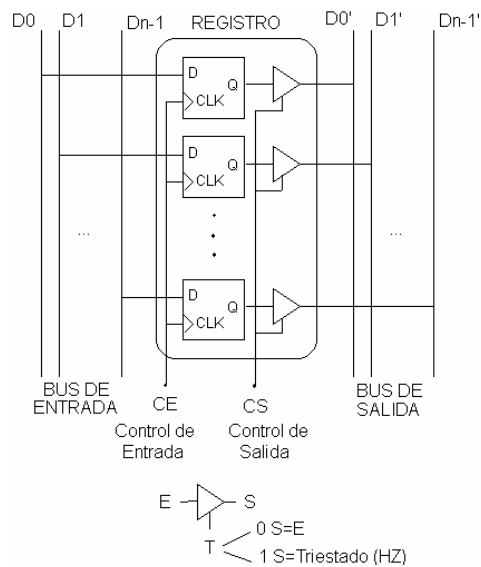 D0 D1 Dn-1 REGISTRO D0' D1' Dn-1'
D
Q
CLK
D
Q
CLK
...
...
D
Q
CLK
BUS DE
ENTRADA
CE
Control de
Entrada
CS
Control de
Salida
BUS DE
SALIDA
E S
0 S=E
T
1 S=Triestado (HZ)